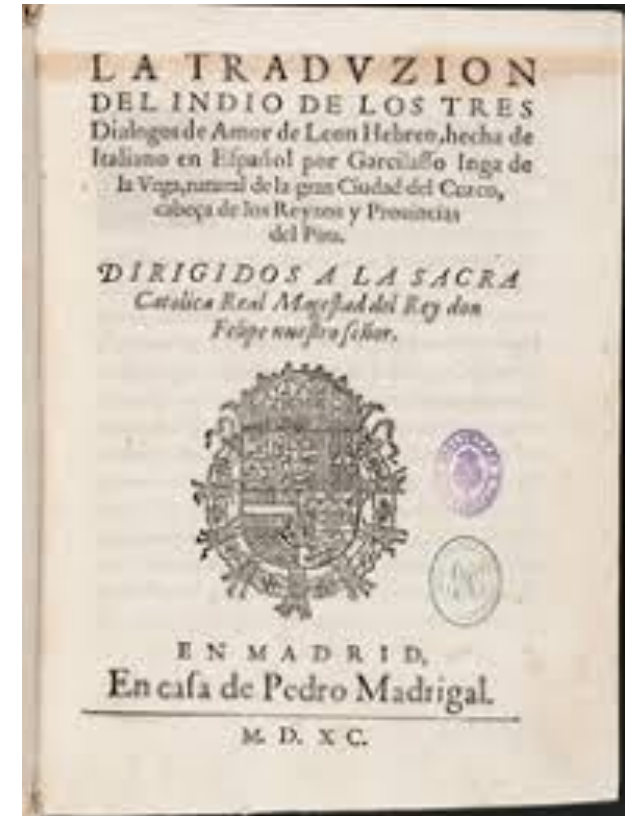 LA TRADVZION
DEL INDIO DE LOS TRES
Dialogos de Amor de Leon Hebreo, hecha de
Italiano en Español por Garcilasso Inga de
la Vega, natural de la gran Ciudad del Cuzco,
cabeça de los Reynos y Prouincias
del Piru.
DIRIGIDOS A LA SACRA
Catolica Real Magestad del Rey don
Felipe nuestro señor.
EN MADRID,
En casa de Pedro Madrigal.
M. D. XC.